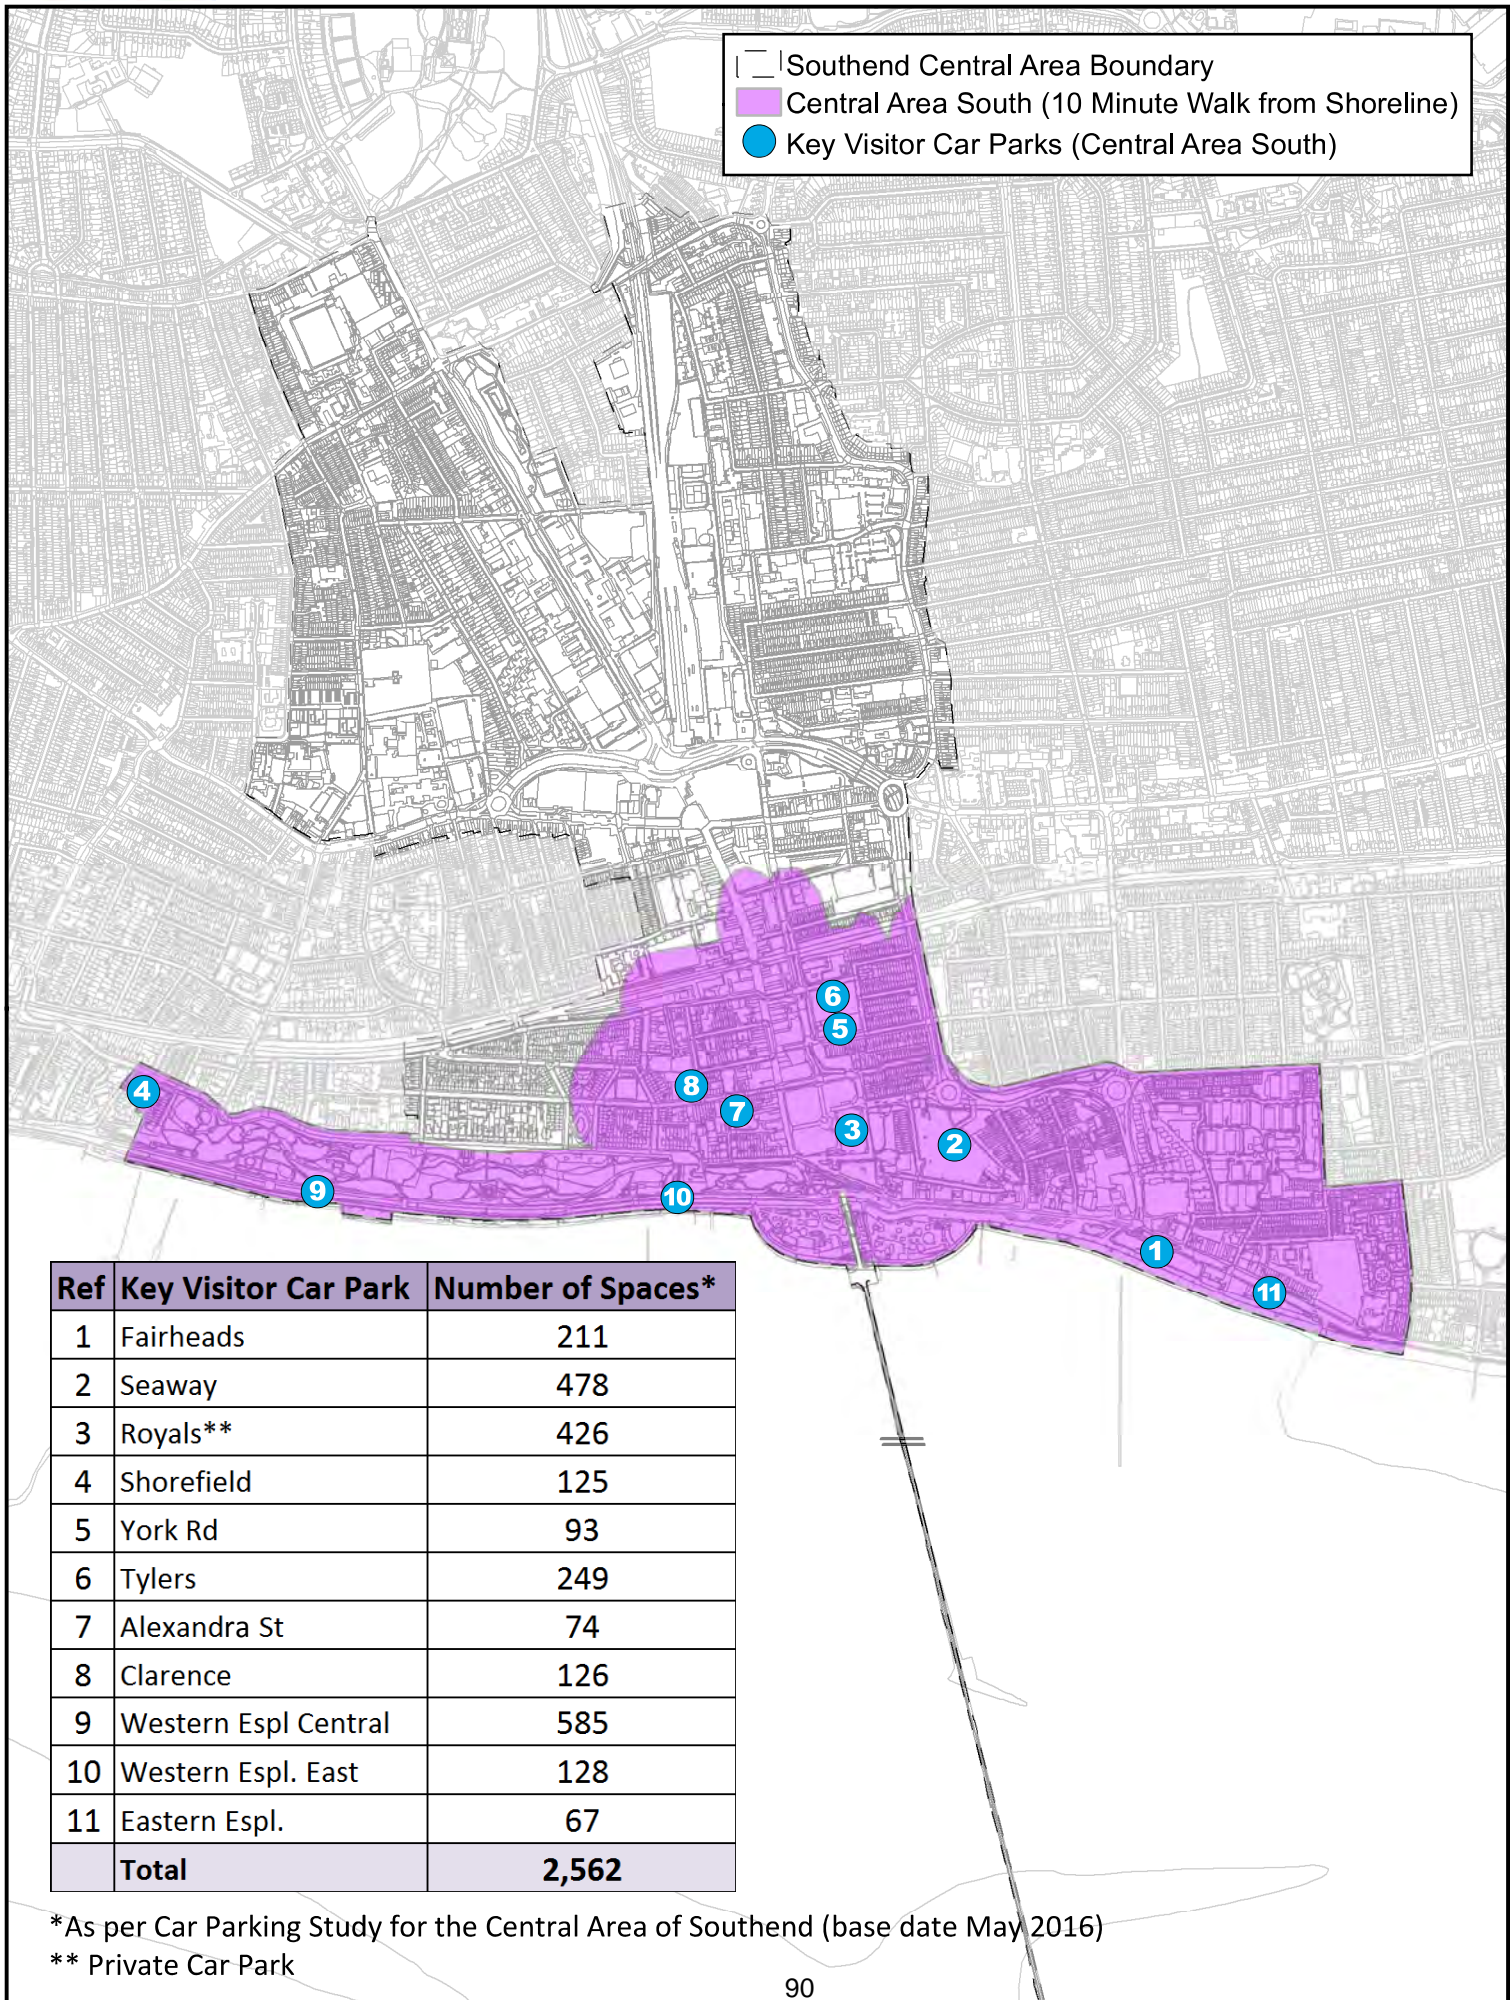 Southend Central Area Boundary
Central Area South (10 Minute Walk from Shoreline)
Key Visitor Car Parks (Central Area South)
6
5
4
8
7
3
2
9
10
1
11
Ref Key Visitor Car Park Number of Spaces*
1 Fairheads 211
2 Seaway 478
3 Royals** 426
4 Shorefield 125
5 York Rd 93
6 Tylers 249
7 Alexandra St 74
8 Clarence 126
9 Western Espl Central 585
10 Western Espl. East 128
11 Eastern Espl. 67
Total 2,562
*As per Car Parking Study for the Central Area of Southend (base date May 2016)
** Private Car Park
90